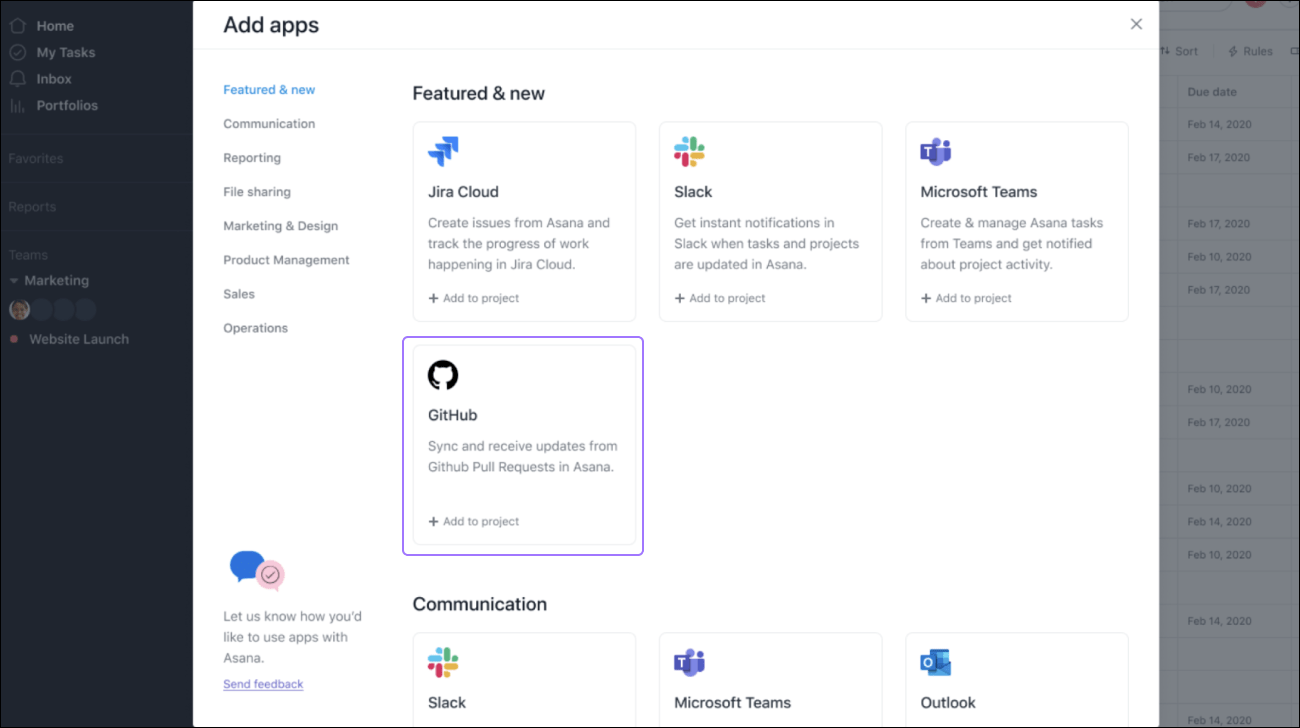 Home
My Tasks
Inbox
Portfolios
Favorites
Reports
Teams
Marketing
Website Launch
Add apps
Featured & new
Communication
Reporting
File sharing
Marketing & Design
Product Management
Sales
Operations
Let us know how you'd
like to use apps with
Asana.
Send feedback
Featured & new
Jira Cloud
Create issues from Asana and
track the progress of work
happening in Jira Cloud.
+ Add to project
Slack
Get instant notifications in
Slack when tasks and projects
are updated in Asana.
+ Add to project
Microsoft Teams
Create & manage Asana tasks
from Teams and get notified
about project activity.
+ Add to project
GitHub
Sync and receive updates from
Github Pull Requests in Asana.
+ Add to project
Communication
Slack
Microsoft Teams
Outlook
Sort
Rules
Due date
Feb 14, 2020
Feb 17, 2020
Feb 17, 2020
Feb 10, 2020
Feb 17, 2020
Feb 10, 2020
Feb 17, 2020
Feb 10, 2020
Feb 14, 2020
Feb 10, 2020
Feb 14, 2020
Feb 14, 2020